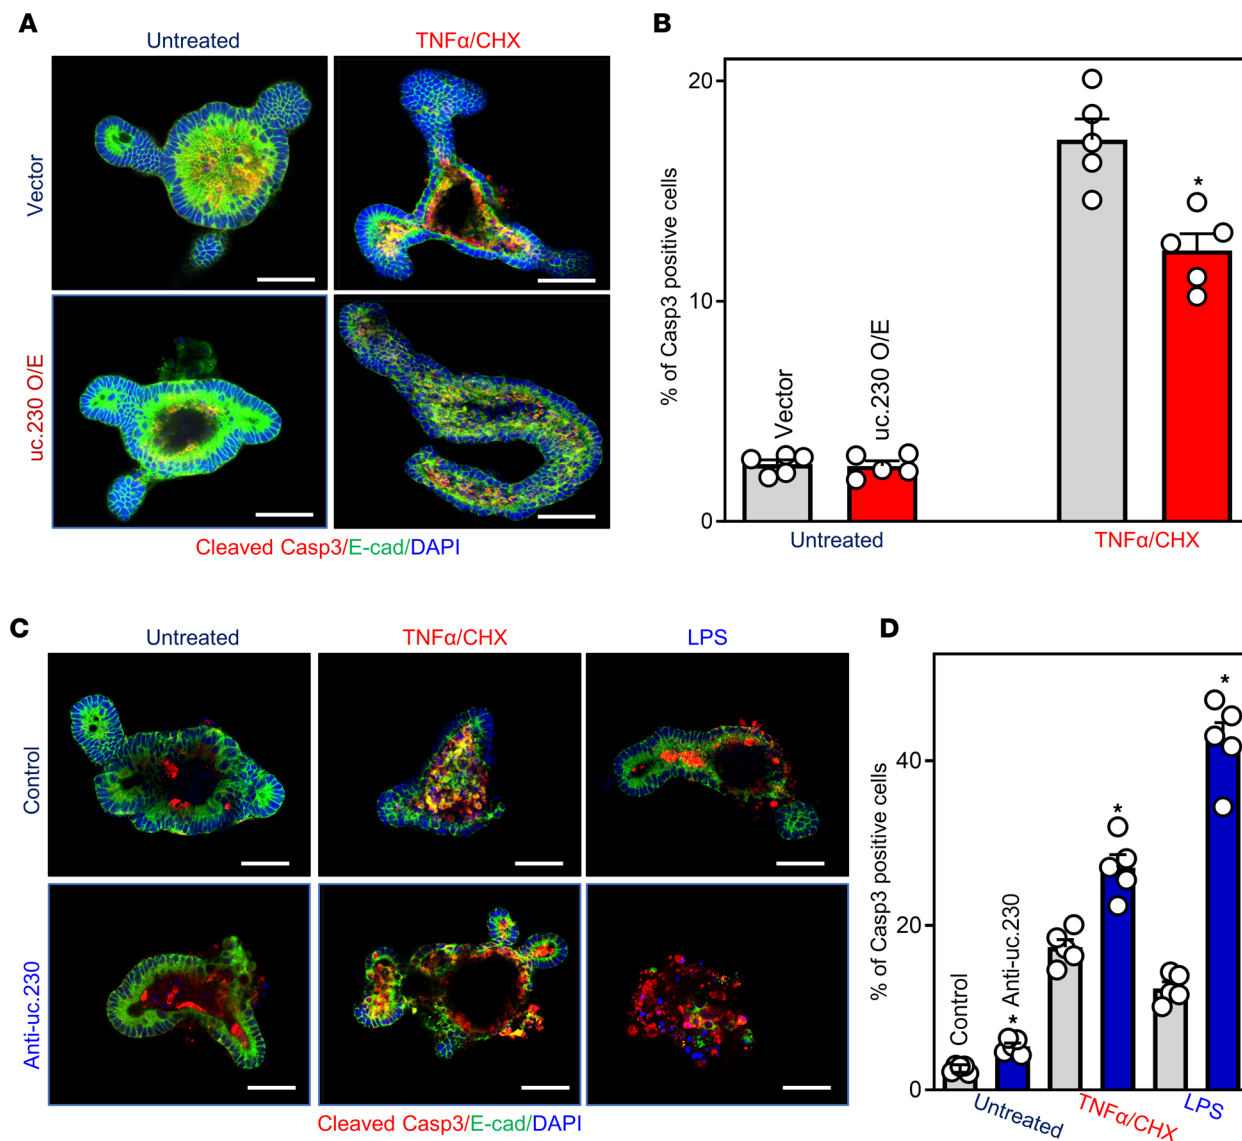 A
Untreated
TNFα/CHX
Vector
uc.230 O/E
Cleaved Casp3/E-cad/DAPI
B
% of Casp3 positive cells
20
10
0
Vector
uc.230 O/E
*
Untreated
TNFα/CHX
C
Untreated
TNFα/CHX
LPS
Control
Anti-uc.230
Cleaved Casp3/E-cad/DAPI
D
% of Casp3 positive cells
40
20
0
Control
* Anti-uc.230
*
*
Untreated
TNFα/CHX
LPS